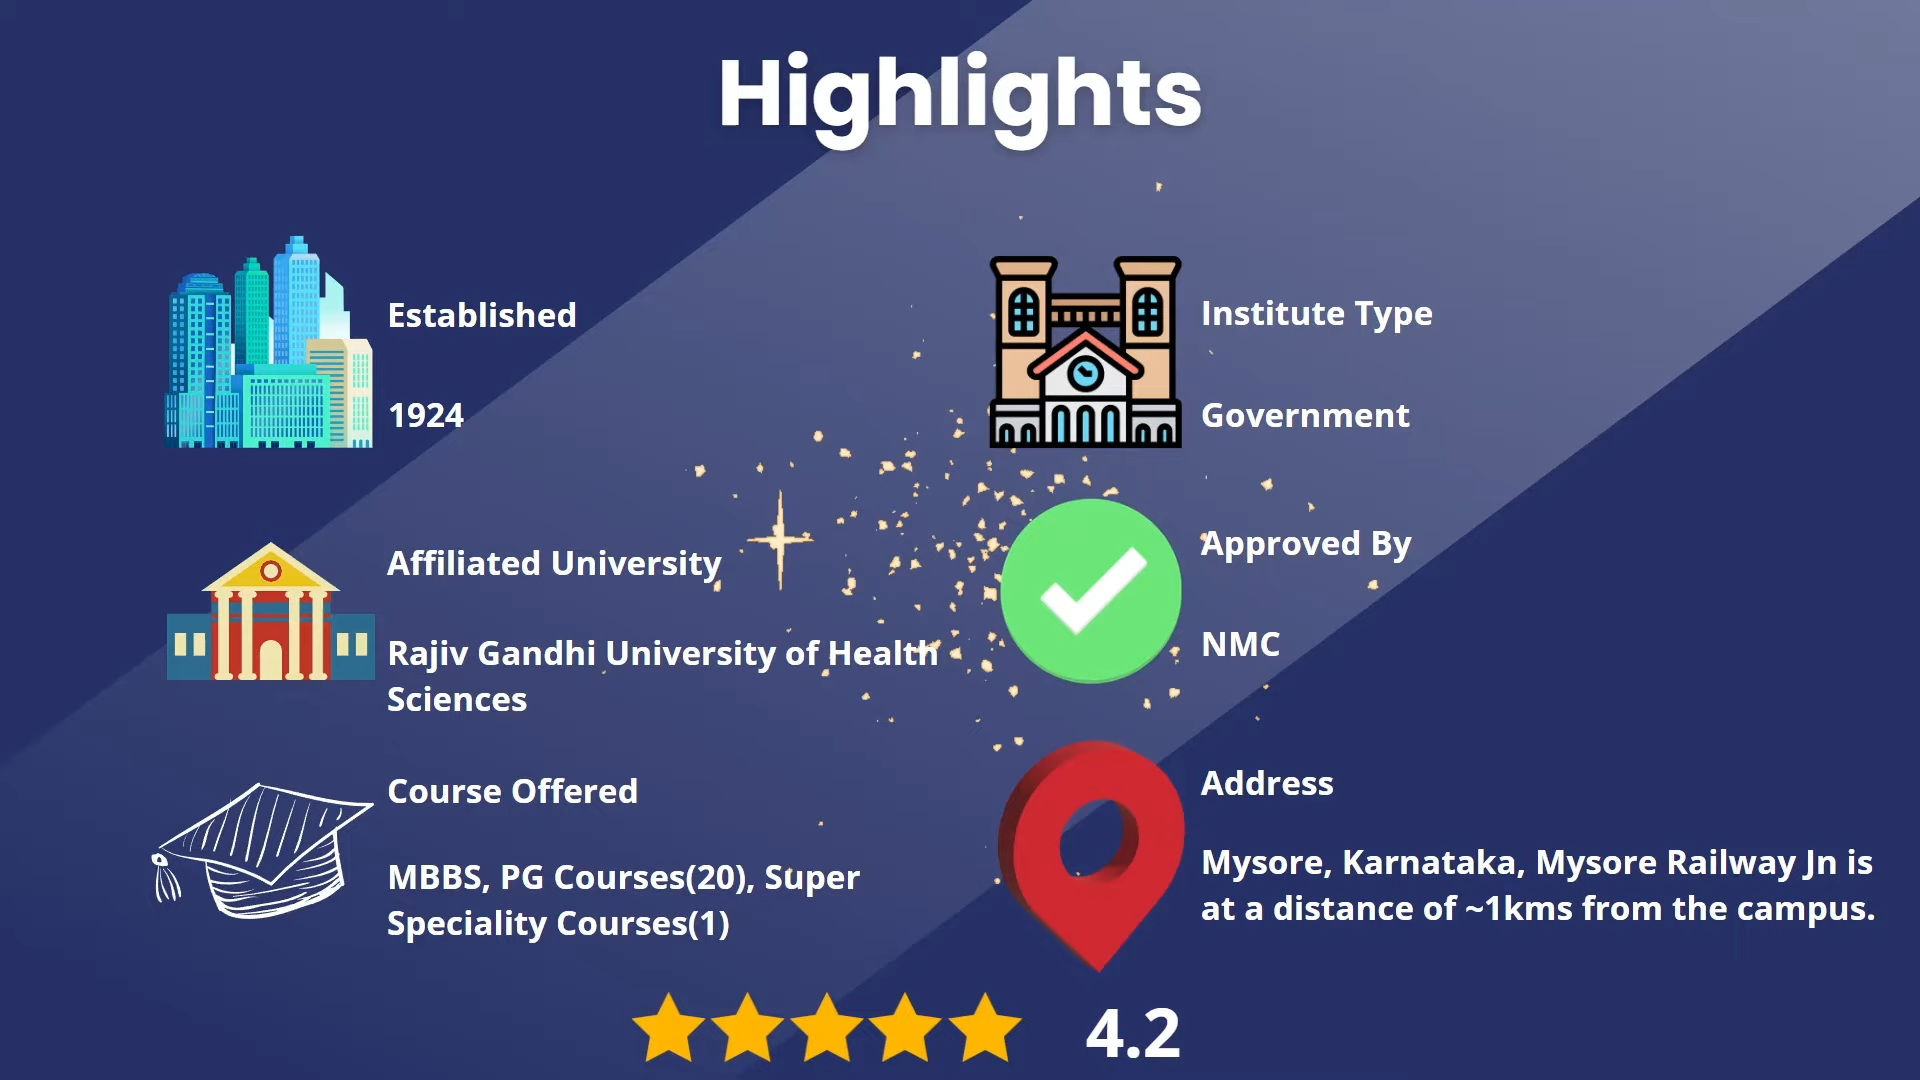 Highlights
Established
1924
Institute Type
Government
Affiliated University
Rajiv Gandhi University of Health
Sciences
Approved By
NMC
Course Offered
MBBS, PG Courses(20), Super
Speciality Courses(1)
Address
Mysore, Karnataka, Mysore Railway Jn is
at a distance of ~1kms from the campus.
4.2